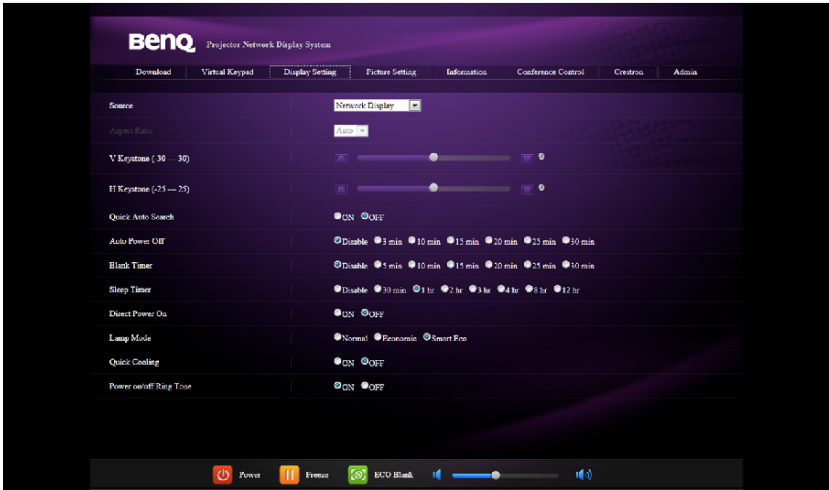 BenQ Projector Network Display System
Download Virtual Keypad Display Setting Picture Setting Information Conference Control Crestron Admin
Source Network Display
Aspect Ratio Auto
V Keystone (-30 --- 30) 0
H Keystone (-25 --- 25) 0
Quick Auto Search ON OFF
Auto Power Off Disable 3 min 10 min 15 min 20 min 25 min 30 min
Blank Timer Disable 5 min 10 min 15 min 20 min 25 min 30 min
Sleep Timer Disable 30 min 1 hr 2 hr 3 hr 4 hr 8 hr 12 hr
Direct Power On ON OFF
Lamp Mode Normal Economic Smart Eco
Quick Cooling ON OFF
Power on/off Ring Tone ON OFF
Power Freeze ECO Blank